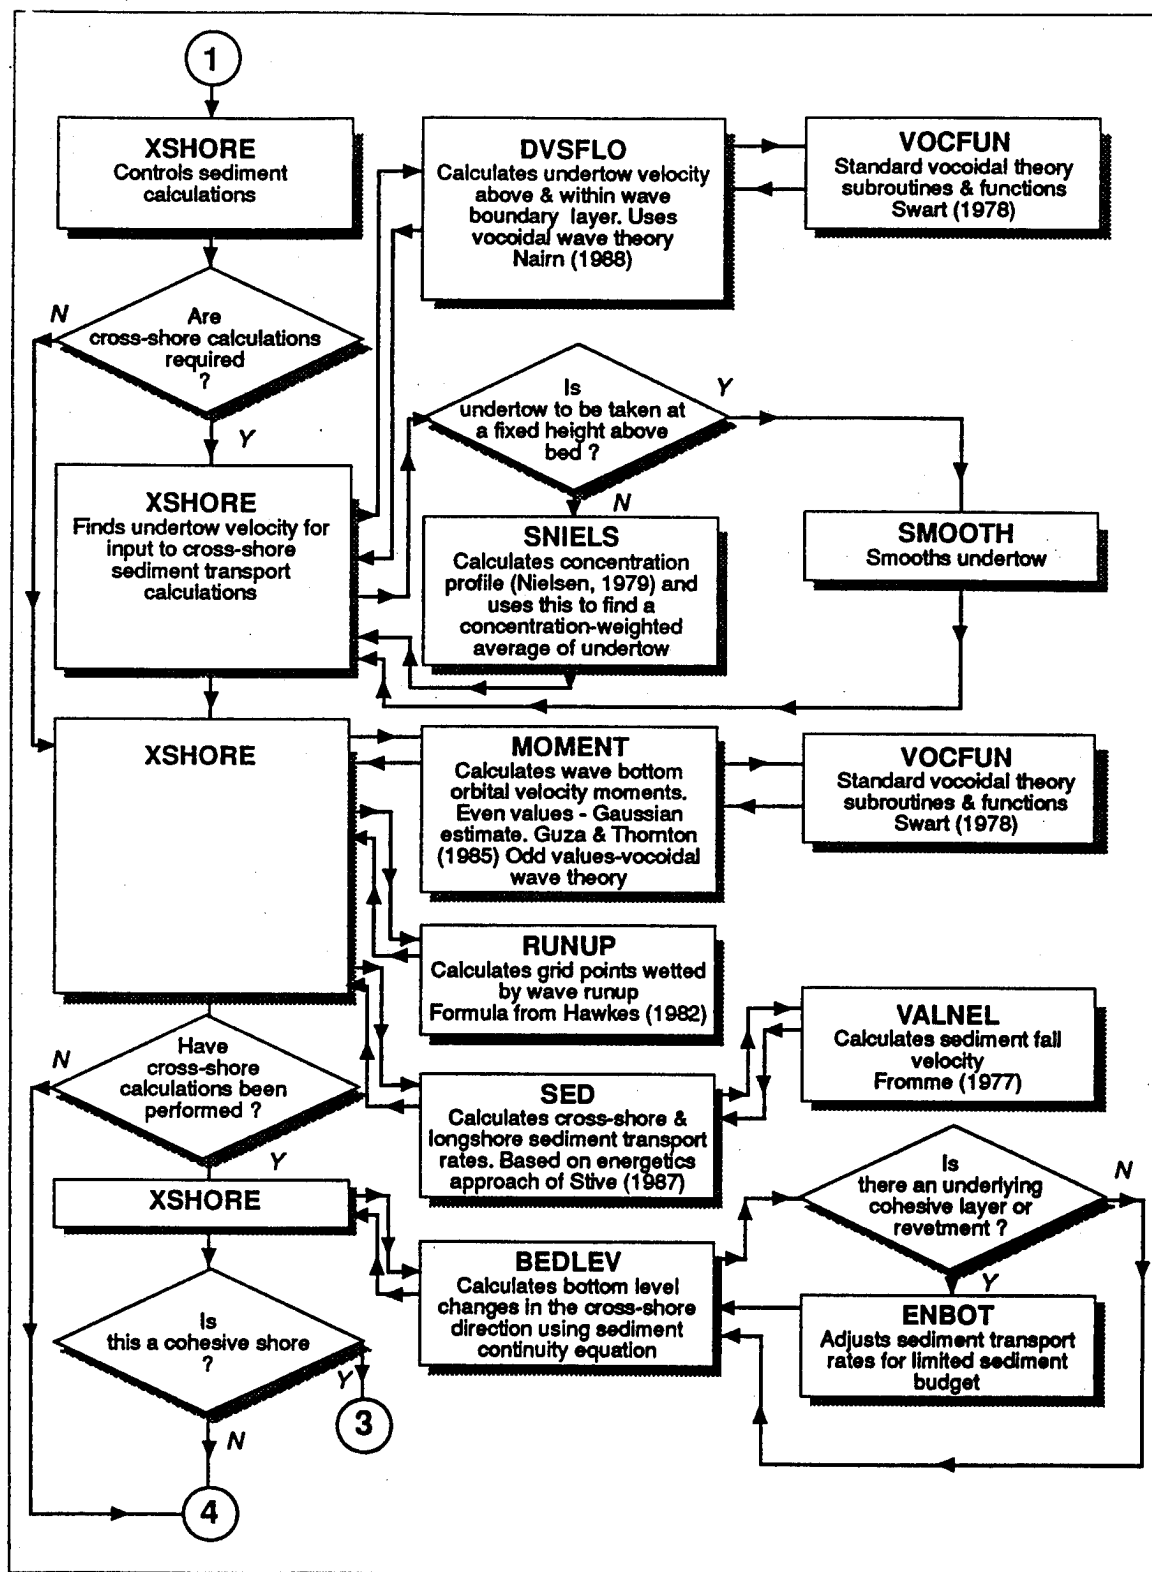 1
XSHORE
Controls sediment
calculations
DVSFLO
Calculates undertow velocity
above & within wave
boundary layer. Uses
vocoidal wave theory
Nairn (1988)
VOCFUN
Standard vocoidal theory
subroutines & functions
Swart (1978)
N
Are
cross-shore calculations
required
?
Y
Is
undertow to be taken at
a fixed height above
bed ?
Y
N
XSHORE
Finds undertow velocity for
input to cross-shore
sediment transport
calculations
SNIELS
Calculates concentration
profile (Nielsen, 1979) and
uses this to find a
concentration-weighted
average of undertow
SMOOTH
Smooths undertow
XSHORE
MOMENT
Calculates wave bottom
orbital velocity moments.
Even values - Gaussian
estimate. Guza & Thornton
(1985) Odd values-vocoidal
wave theory
VOCFUN
Standard vocoidal theory
subroutines & functions
Swart (1978)
RUNUP
Calculates grid points wetted
by wave runup
Formula from Hawkes (1982)
N
Have
cross-shore
calculations been
performed ?
Y
SED
Calculates cross-shore &
longshore sediment transport
rates. Based on energetics
approach of Stive (1987)
VALNEL
Calculates sediment fall
velocity
Fromme (1977)
XSHORE
Is
there an underlying
cohesive layer or
revetment ?
N
Y
BEDLEV
Calculates bottom level
changes in the cross-shore
direction using sediment
continuity equation
ENBOT
Adjusts sediment transport
rates for limited sediment
budget
Is
this a cohesive shore
?
Y
3
N
4